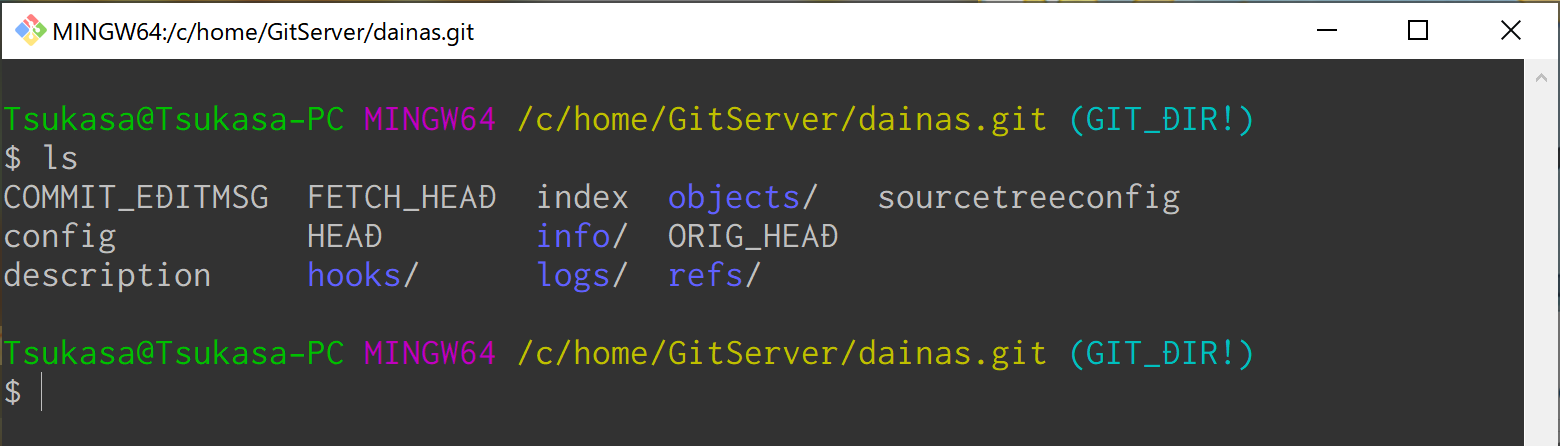 MINGW64:/c/home/GitServer/dainas.git
Tsukasa@Tsukasa-PC MINGW64 /c/home/GitServer/dainas.git (GIT_ĐIR!)
$ ls
COMMIT_EĐITMSG  FETCH_HEAĐ  index  objects/  sourcetreeconfig
config  HEAĐ  info/  ORIG_HEAĐ
description  hooks/  logs/  refs/
Tsukasa@Tsukasa-PC MINGW64 /c/home/GitServer/dainas.git (GIT_ĐIR!)
$